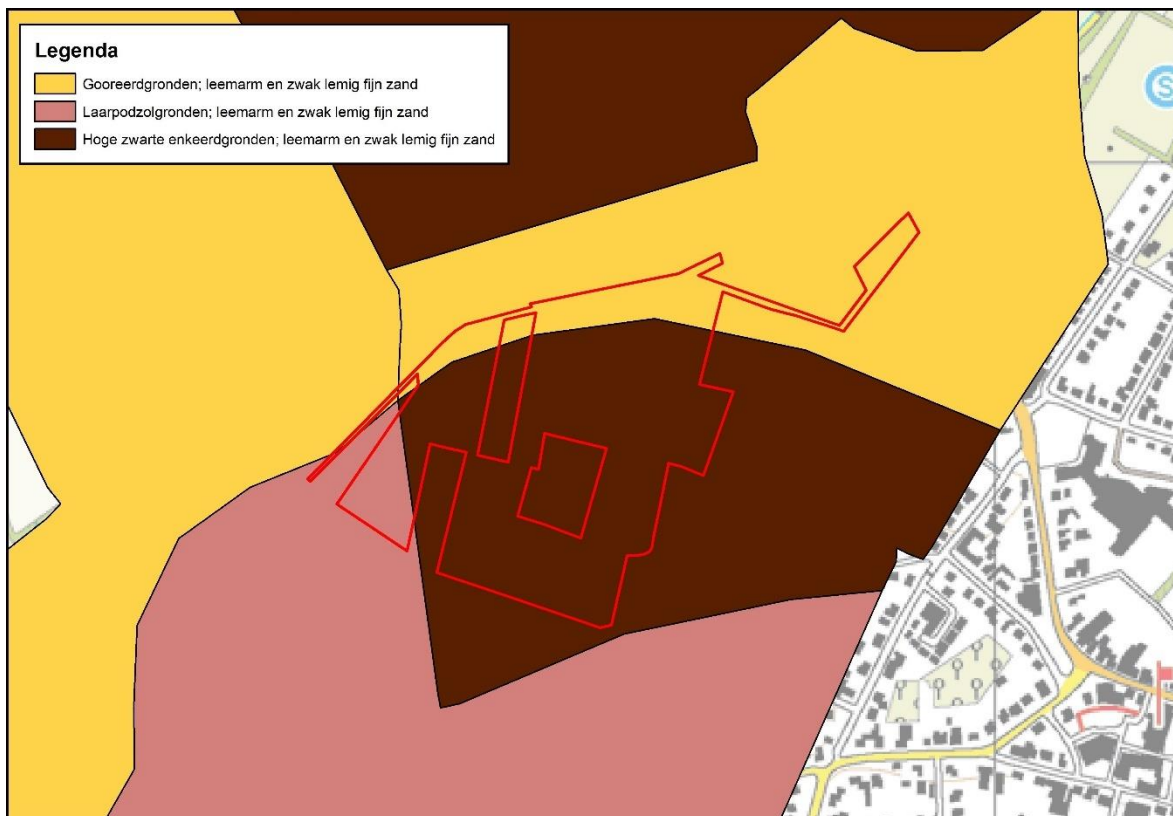 Legenda
Gooreerdgronden; leemarm en zwak lemig fijn zand
Laarpodzolgronden; leemarm en zwak lemig fijn zand
Hoge zwarte enkeerdgronden; leemarm en zwak lemig fijn zand
S